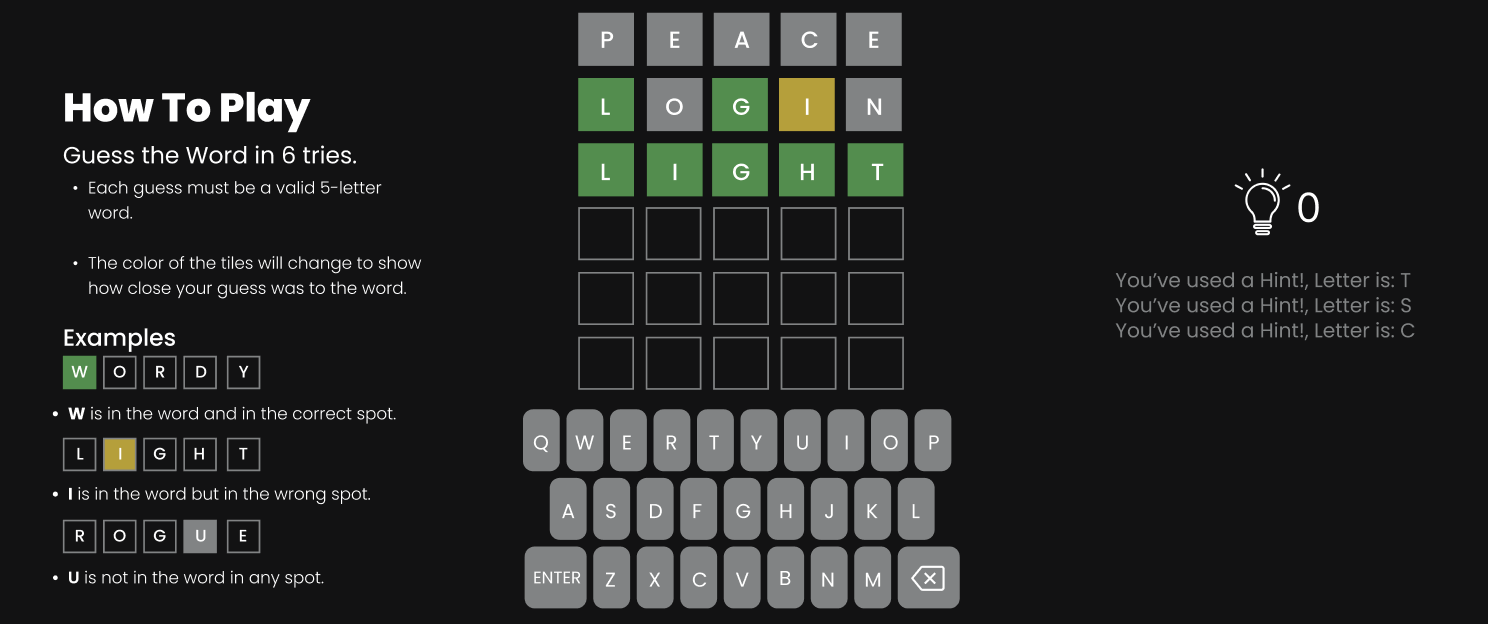 How To Play
Guess the Word in 6 tries.
• Each guess must be a valid 5-letter
word.
• The color of the tiles will change to show
how close your guess was to the word.
Examples
W O R D Y
• W is in the word and in the correct spot.
L I G H T
• I is in the word but in the wrong spot.
R O G U E
• U is not in the word in any spot.
P E A C E
L O G I N
L I G H T
Q W E R T Y U I O P
A S D F G H J K L
ENTER Z X C V B N M
0
You’ve used a Hint!, Letter is: T
You’ve used a Hint!, Letter is: S
You’ve used a Hint!, Letter is: C